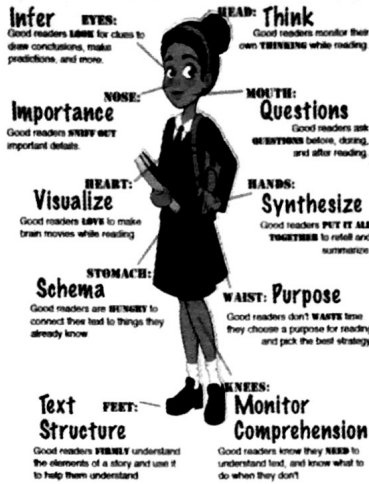 Infer EYES:
Good readers LOOK for clues to
draw conclusions, make
predictions, and more.
HEAD: Think
Good readers monitor their
own THINKING while reading.
NOSE:
Importance
Good readers SNIFF OUT
important details.
MOUTH:
Questions
Good readers ask
QUESTIONS before, during,
and after reading.
HEART:
Visualize
Good readers LOVE to make
brain movies while reading
HANDS:
Synthesize
Good readers PUT IT ALL
TOGETHER to retell and
summarize
STOMACH:
Schema
Good readers are HUNGRY to
connect their text to things they
already know
WAIST: Purpose
Good readers don't WASTE time
they choose a purpose for reading
and pick the best strategy
Text FEET:
Structure
Good readers FIRMLY understand
the elements of a story and use it
to help them understand
KNEES:
Monitor
Comprehension
Good readers know they NEED to
understand text, and know what to
do when they don't